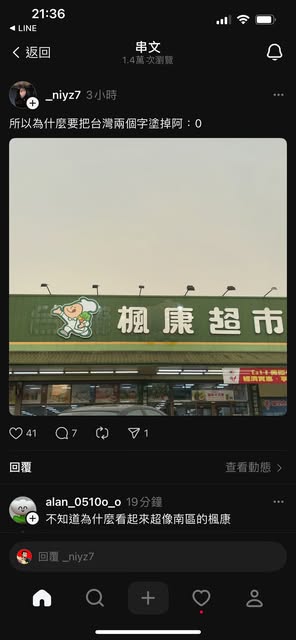 21:36
LINE
返回
串文
1.4萬 次瀏覽
_niyz7 3小時
所以為什麼要把台灣兩個字塗掉阿：0
楓康超市
41 7 1
回覆
查看動態
alan_0510o_o 19分鐘
不知道為什麼看起來超像南區的楓康
回覆 _niyz7